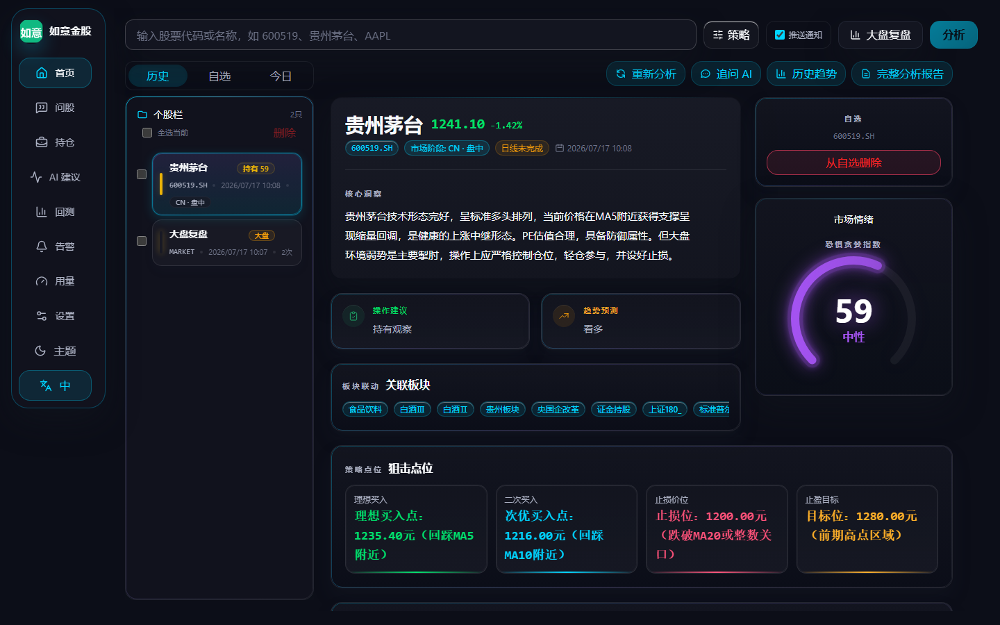 如意 如意金股
首页
问股
持仓
AI 建议
回测
告警
用量
设置
主题
中
输入股票代码或名称，如 600519、贵州茅台、AAPL
策略
推送通知
大盘复盘
分析
历史 自选 今日
重新分析
追问 AI
历史趋势
完整分析报告
个股栏 2只
全选当前 删除
贵州茅台 持有 59
600519.SH 2026/07/17 10:08
CN · 盘中
大盘复盘 大盘
MARKET 2026/07/17 10:07 2次
贵州茅台 1241.10 -1.42%
600519.SH 市场阶段: CN · 盘中 日线未完成 2026/07/17 10:08
核心洞察
贵州茅台技术形态完好，呈标准多头排列，当前价格在MA5附近获得支撑呈
现缩量回调，是健康的上涨中继形态。PE估值合理，具备防御属性。但大盘
环境弱势是主要掣肘，操作上应严格控制仓位，轻仓参与，并设好止损。
操作建议
持有观察
趋势预测
看多
板块联动 关联板块
食品饮料 白酒Ⅲ 白酒Ⅱ 贵州板块 央国企改革 证金持股 上证180_ 标准普尔
自选
600519.SH
从自选删除
市场情绪
恐惧贪婪指数
59
中性
策略点位 狙击点位
理想买入
理想买入点：
1235.40元（回踩MA5
附近）
二次买入
次优买入点：
1216.00元（回踩
MA10附近）
止损价位
止损位：1200.00元
（跌破MA20或整数关
口）
止盈目标
目标位：1280.00元
（前期高点区域）